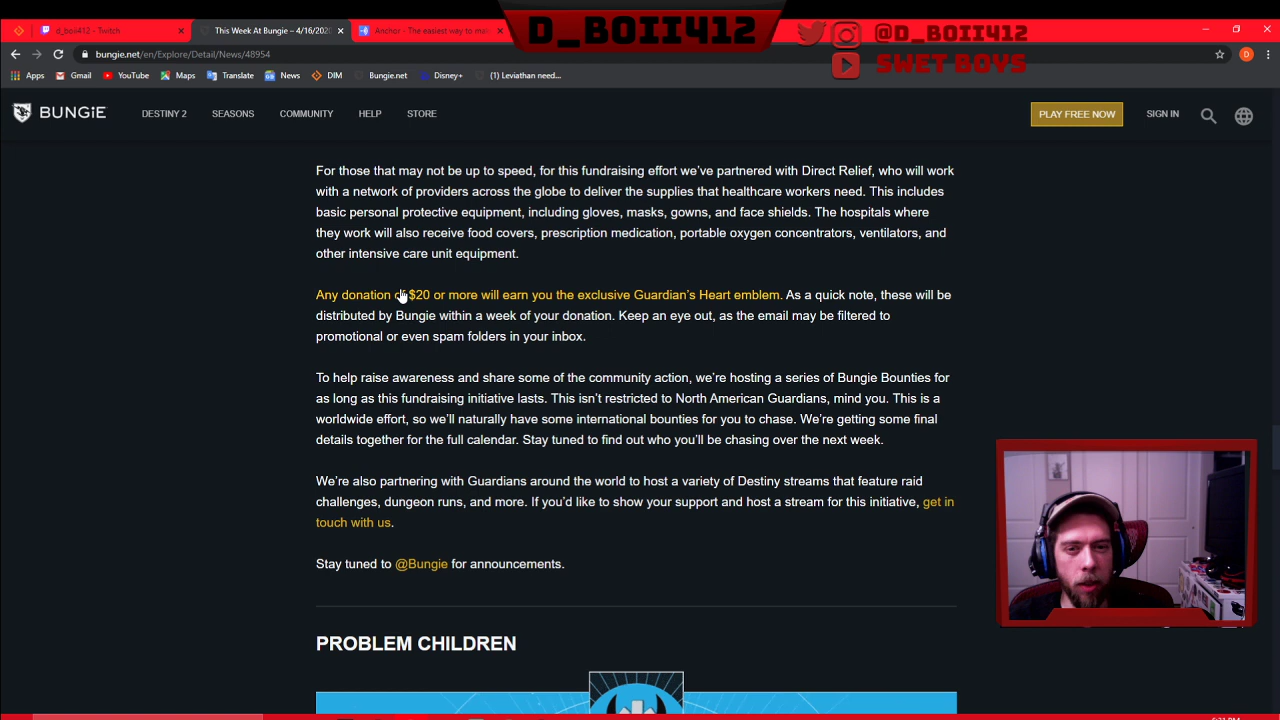 D_BOII412
@D_BOII412
SWET BOYS
d_boii412 - Twitch
This Week At Bungie – 4/16/2020
Anchor - The easiest way to ma
bungie.net/en/Explore/Detail/News/48954
Apps Gmail YouTube Maps Translate News DIM Bungie.net Disney+ (1) Leviathan need...
BUNGiE DESTINY 2 SEASONS COMMUNITY HELP STORE PLAY FREE NOW SIGN IN
For those that may not be up to speed, for this fundraising effort we've partnered with Direct Relief, who will work
with a network of providers across the globe to deliver the supplies that healthcare workers need. This includes
basic personal protective equipment, including gloves, masks, gowns, and face shields. The hospitals where
they work will also receive food covers, prescription medication, portable oxygen concentrators, ventilators, and
other intensive care unit equipment.
Any donation of $20 or more will earn you the exclusive Guardian's Heart emblem. As a quick note, these will be
distributed by Bungie within a week of your donation. Keep an eye out, as the email may be filtered to
promotional or even spam folders in your inbox.
To help raise awareness and share some of the community action, we're hosting a series of Bungie Bounties for
as long as this fundraising initiative lasts. This isn't restricted to North American Guardians, mind you. This is a
worldwide effort, so we'll naturally have some international bounties for you to chase. We're getting some final
details together for the full calendar. Stay tuned to find out who you'll be chasing over the next week.
We're also partnering with Guardians around the world to host a variety of Destiny streams that feature raid
challenges, dungeon runs, and more. If you'd like to show your support and host a stream for this initiative, get in
touch with us.
Stay tuned to @Bungie for announcements.
PROBLEM CHILDREN